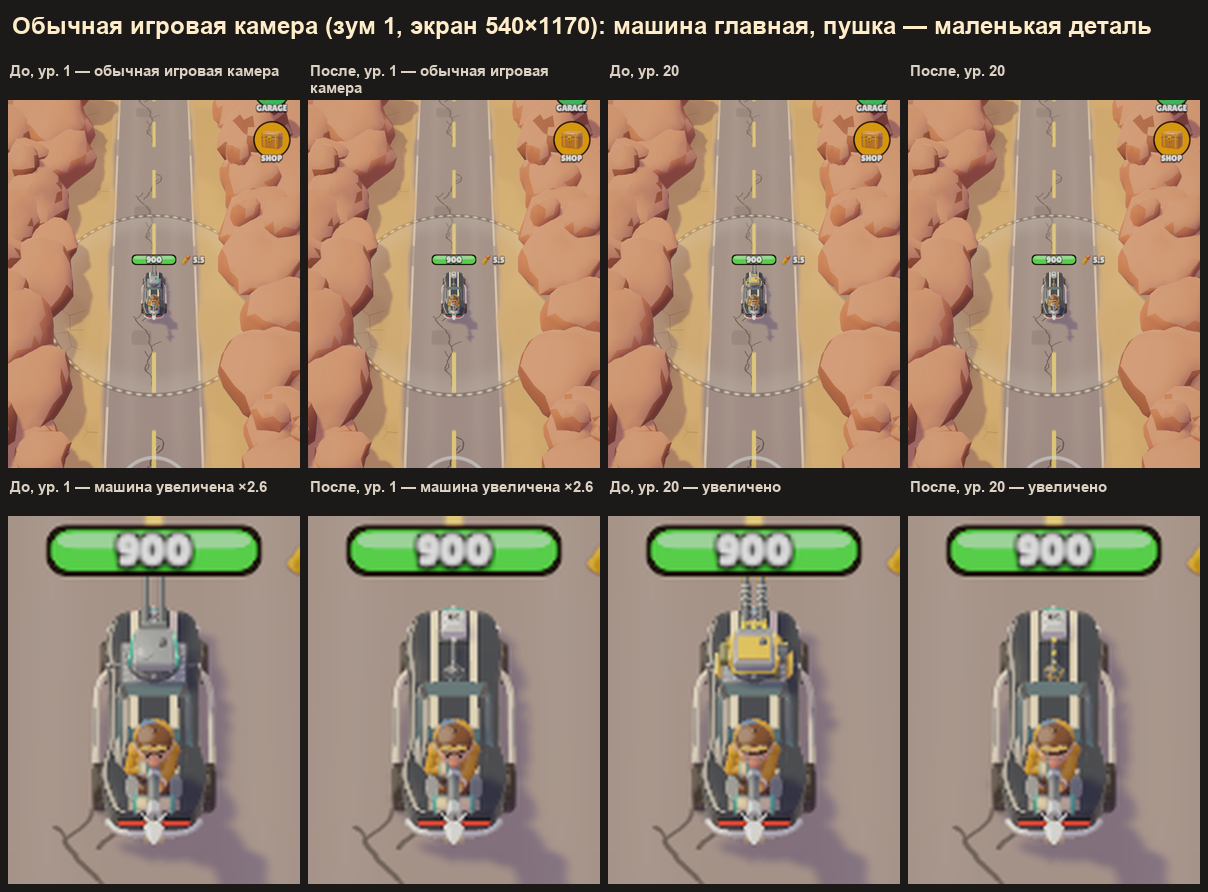 Обычная игровая камера (зум 1, экран 540×1170): машина главная, пушка — маленькая деталь
До, ур. 1 — обычная игровая камера
После, ур. 1 — обычная игровая
камера
До, ур. 20
После, ур. 20
GARAGE
GARAGE
GARAGE
GARAGE
SHOP
SHOP
SHOP
SHOP
900
5.5
900
5.5
900
5.5
900
5.5
До, ур. 1 — машина увеличена ×2.6
После, ур. 1 — машина увеличена ×2.6
До, ур. 20 — увеличено
После, ур. 20 — увеличено
900
900
900
900